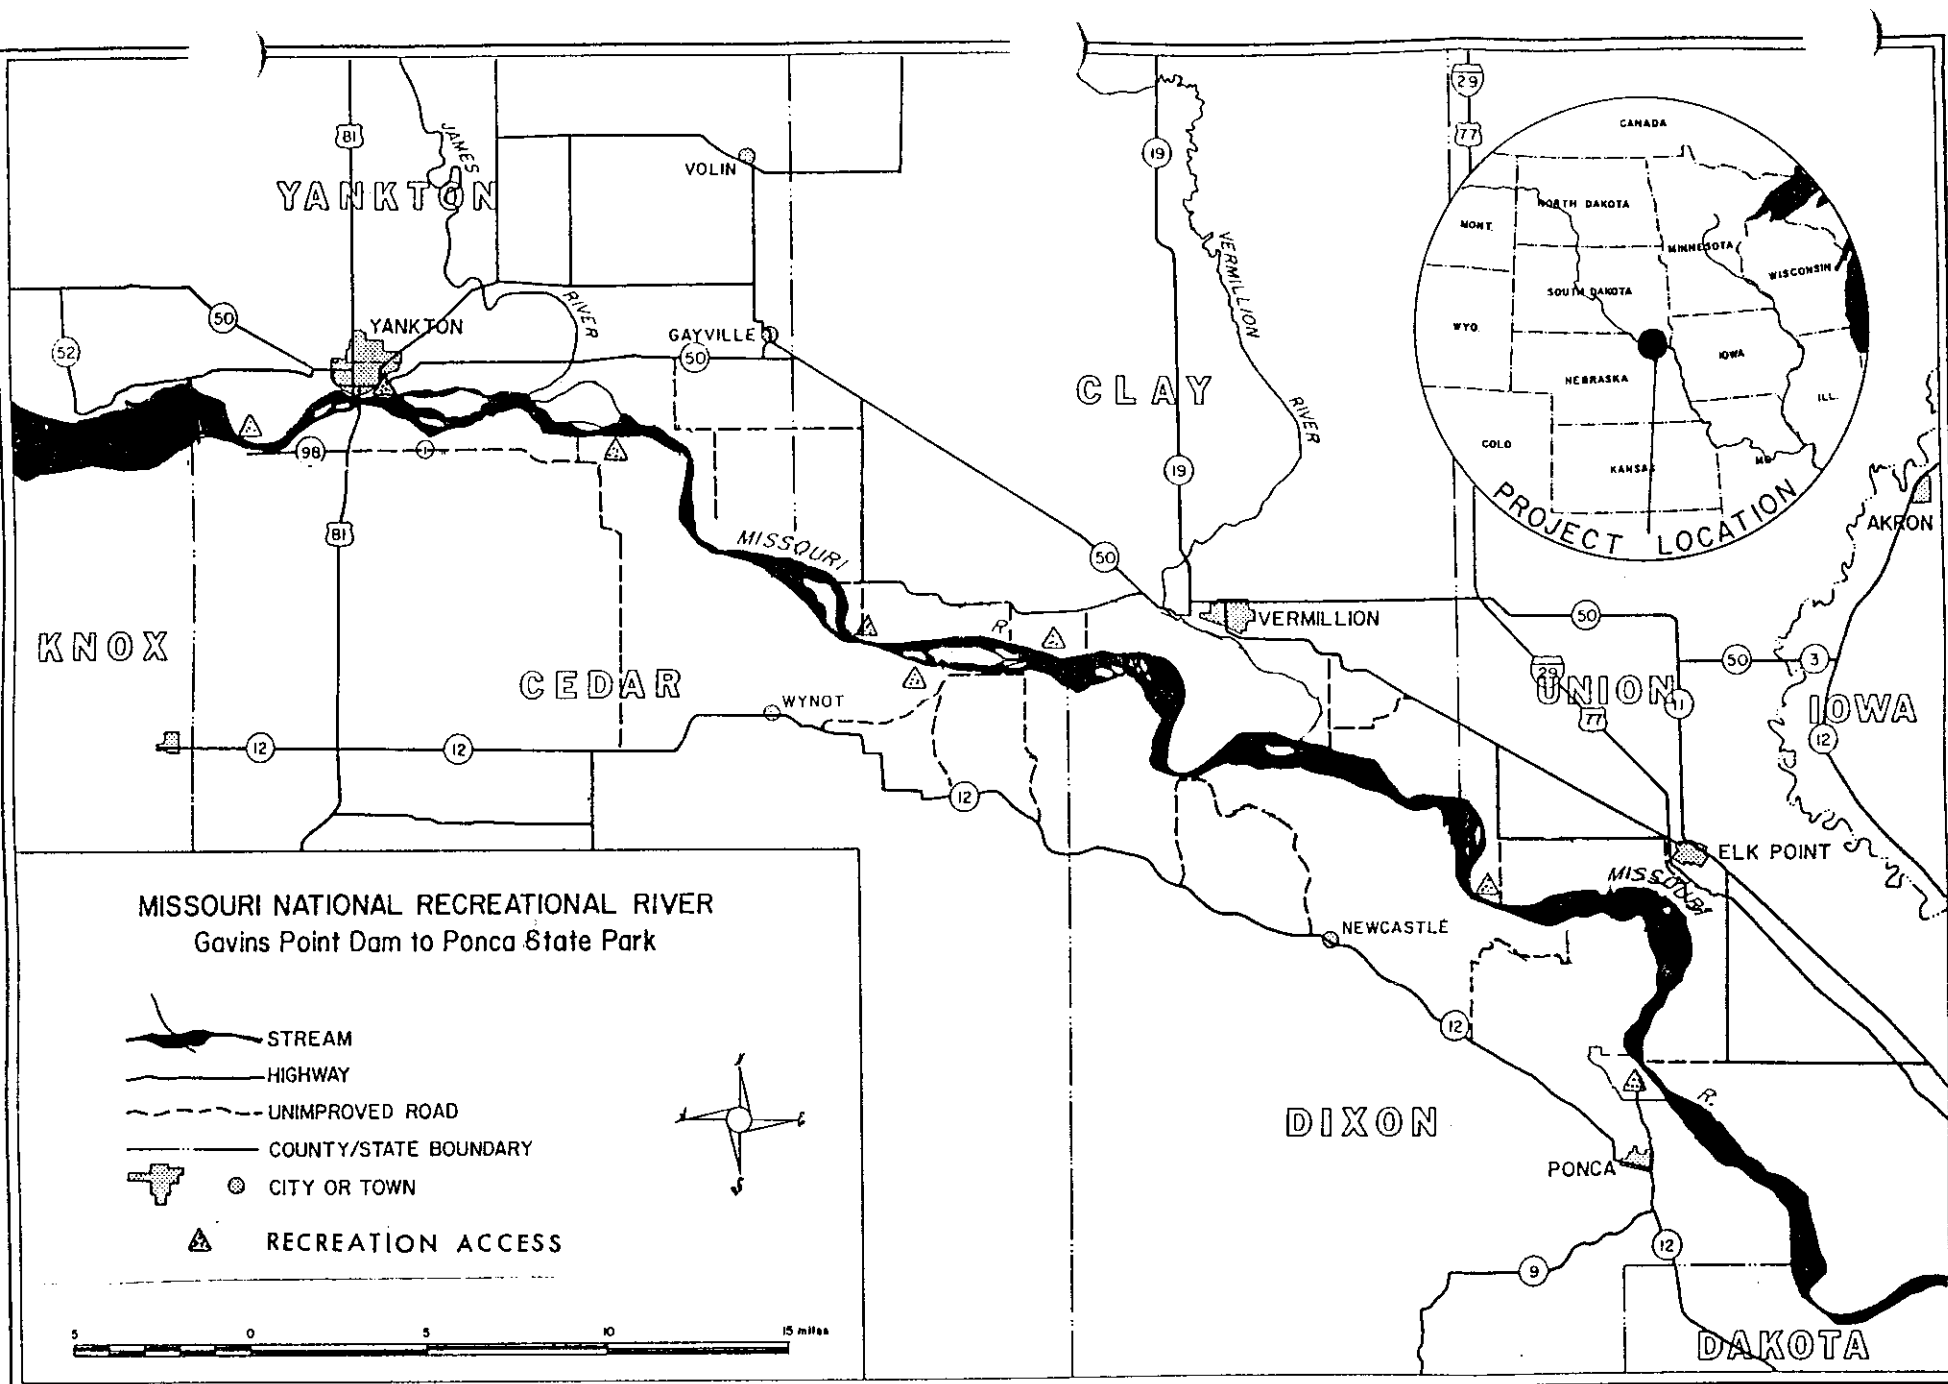 YANKTON
81
JAMES
RIVER
VOLIN
50
52
YANKTON
GAYVILLE
50
98
1
81
MISSOURI
R
KNOX
CEDAR
WYNOT
12
12
12
CLAY
19
VERMILLION
RIVER
19
50
VERMILLION
29
77
CANADA
NORTH DAKOTA
MONT.
MINNESOTA
WISCONSIN
SOUTH DAKOTA
WYO.
IOWA
NEBRASKA
ILL.
COLO
KANSAS
MO
PROJECT LOCATION
AKRON
50
50
3
29
UNION
77
11
IOWA
12
ELK POINT
MISSOURI
R.
NEWCASTLE
12
DIXON
PONCA
9
12
DAKOTA
MISSOURI NATIONAL RECREATIONAL RIVER
Gavins Point Dam to Ponca State Park
STREAM
HIGHWAY
UNIMPROVED ROAD
COUNTY/STATE BOUNDARY
CITY OR TOWN
RECREATION ACCESS
E
S
5 0 5 10 15 miles